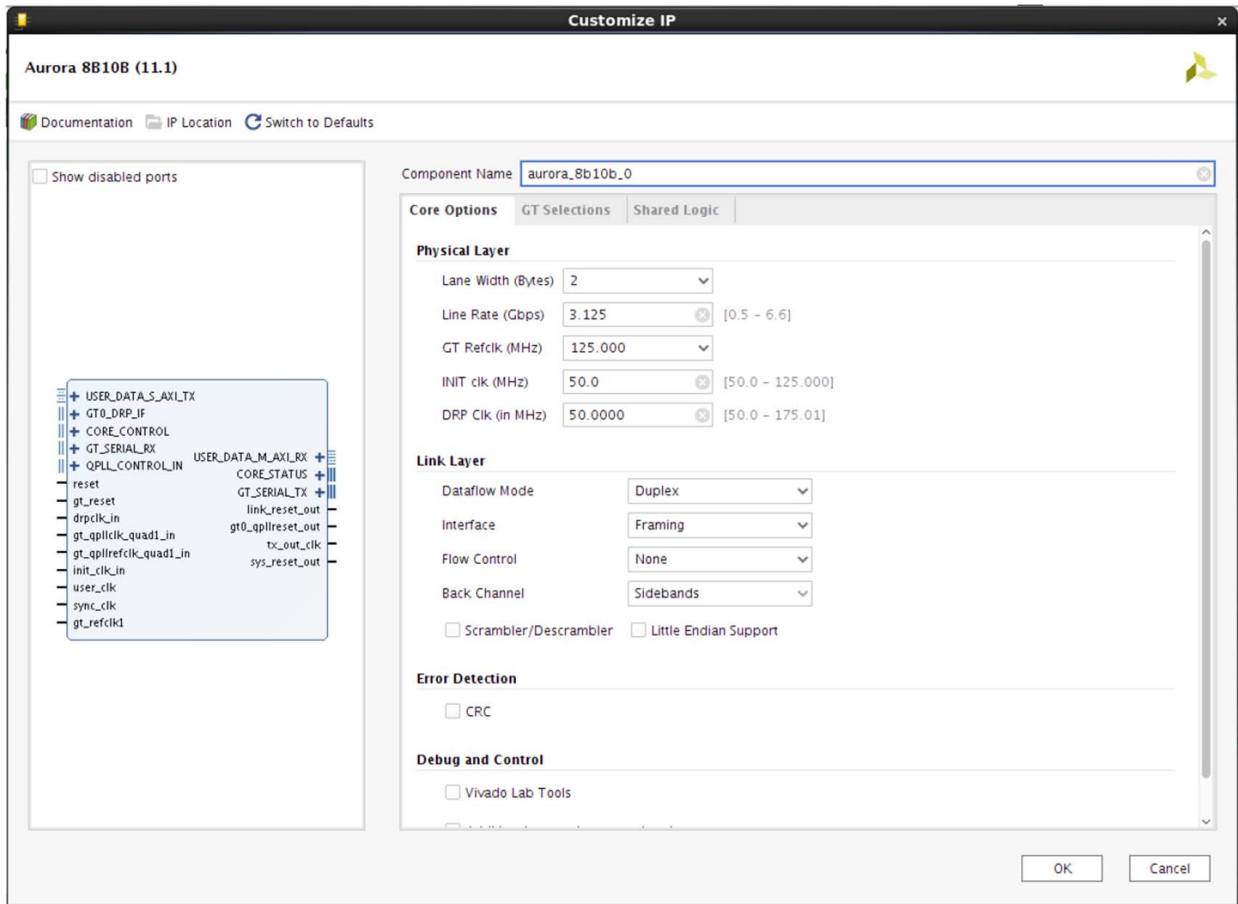 Customize IP
Aurora 8B10B (11.1)
Documentation IP Location Switch to Defaults
Show disabled ports
USER_DATA_S_AXI_TX
GT0_DRP_IF
CORE_CONTROL
GT_SERIAL_RX
QPLL_CONTROL_IN
reset
gt_reset
drpclk_in
gt_qpllclk_quad1_in
gt_qpllrefclk_quad1_in
init_clk_in
user_clk
sync_clk
gt_refclk1
USER_DATA_M_AXI_RX
CORE_STATUS
GT_SERIAL_TX
link_reset_out
gt0_qpllreset_out
tx_out_clk
sys_reset_out
Component Name aurora_8b10b_0
Core Options GT Selections Shared Logic
Physical Layer
Lane Width (Bytes) 2
Line Rate (Gbps) 3.125 [0.5 - 6.6]
GT Refclk (MHz) 125.000
INIT clk (MHz) 50.0 [50.0 - 125.000]
DRP Clk (in MHz) 50.0000 [50.0 - 175.01]
Link Layer
Dataflow Mode Duplex
Interface Framing
Flow Control None
Back Channel Sidebands
Scrambler/Descrambler Little Endian Support
Error Detection
CRC
Debug and Control
Vivado Lab Tools
OK Cancel